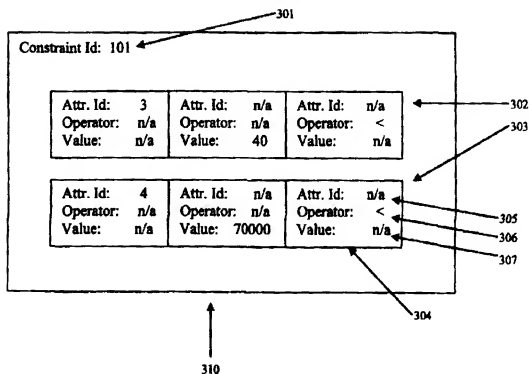 301
Constraint Id: 101
Attr. Id: 3 Attr. Id: n/a Attr. Id: n/a
Operator: n/a Operator: n/a Operator: <
Value: n/a Value: 40 Value: n/a
302
303
Attr. Id: 4 Attr. Id: n/a Attr. Id: n/a
Operator: n/a Operator: n/a Operator: <
Value: n/a Value: 70000 Value: n/a
305
306
307
304
310